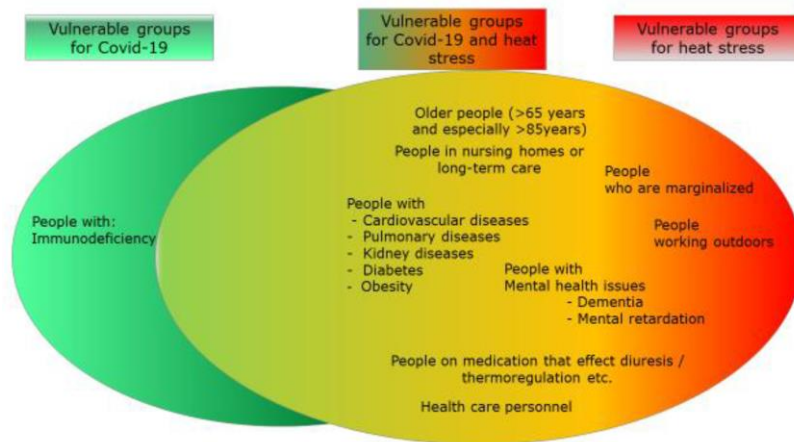 Vulnerable groups
for Covid-19
Vulnerable groups
for Covid-19 and heat
stress
Vulnerable groups
for heat stress
Older people (>65 years
and especially >85years)
People in nursing homes or
long-term care
People
who are marginalized
People with:
Immunodeficiency
People with
- Cardiovascular diseases
- Pulmonary diseases
- Kidney diseases
- Diabetes
- Obesity
People
working outdoors
People with
Mental health issues
- Dementia
- Mental retardation
People on medication that effect diuresis /
thermoregulation etc.
Health care personnel